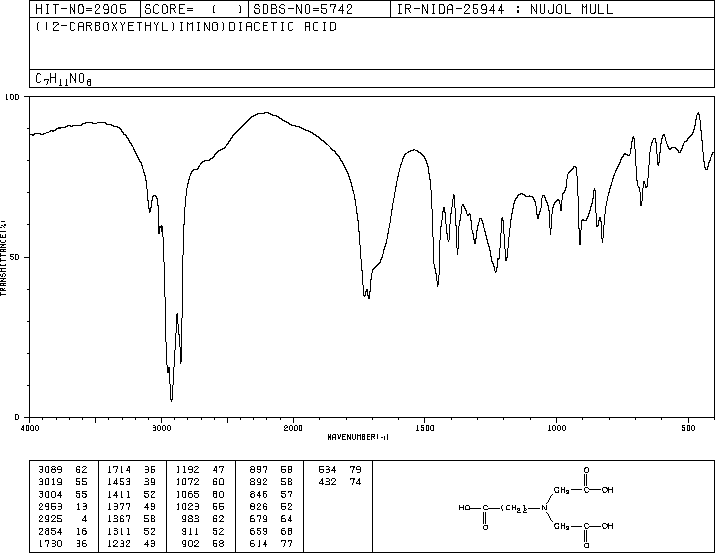 HIT-NO=2905 SCORE= ( ) SDBS-NO=5742 IR-NIDA-25944 : NUJOL MULL
((2-CARBOXYETHYL)IMINO)DIACETIC ACID
C7H11NO6
100
50
0
TRANSMITTANCE(%)
4000 3000 2000 1500 1000 500
WAVENUMBER(-1)
3089 62 1714 36 1192 47 897 58 534 79
3019 55 1453 39 1072 60 892 58 432 74
3004 55 1411 52 1065 60 846 57
2953 13 1377 49 1023 55 826 52
2925 4 1367 58 983 62 679 64
2854 16 1311 52 911 52 659 68
1730 36 1232 43 902 58 614 77
O
CH2 C OH
HO C (CH2)2 N
O
CH2 C OH
O